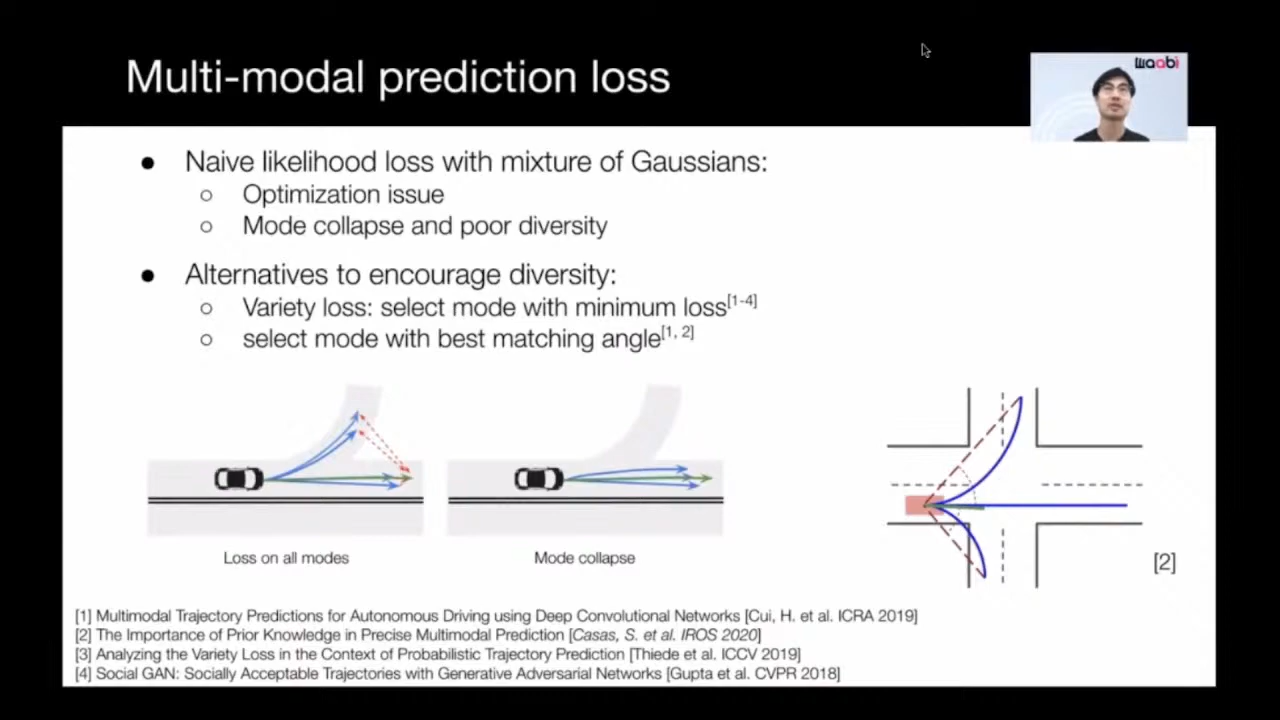 Multi-modal prediction loss
waabi
● Naive likelihood loss with mixture of Gaussians:
○ Optimization issue
○ Mode collapse and poor diversity
● Alternatives to encourage diversity:
○ Variety loss: select mode with minimum loss[1-4]
○ select mode with best matching angle[1, 2]
Loss on all modes
Mode collapse
[2]
[1] Multimodal Trajectory Predictions for Autonomous Driving using Deep Convolutional Networks [Cui, H. et al. ICRA 2019]
[2] The Importance of Prior Knowledge in Precise Multimodal Prediction [Casas, S. et al. IROS 2020]
[3] Analyzing the Variety Loss in the Context of Probabilistic Trajectory Prediction [Thiede et al. ICCV 2019]
[4] Social GAN: Socially Acceptable Trajectories with Generative Adversarial Networks [Gupta et al. CVPR 2018]